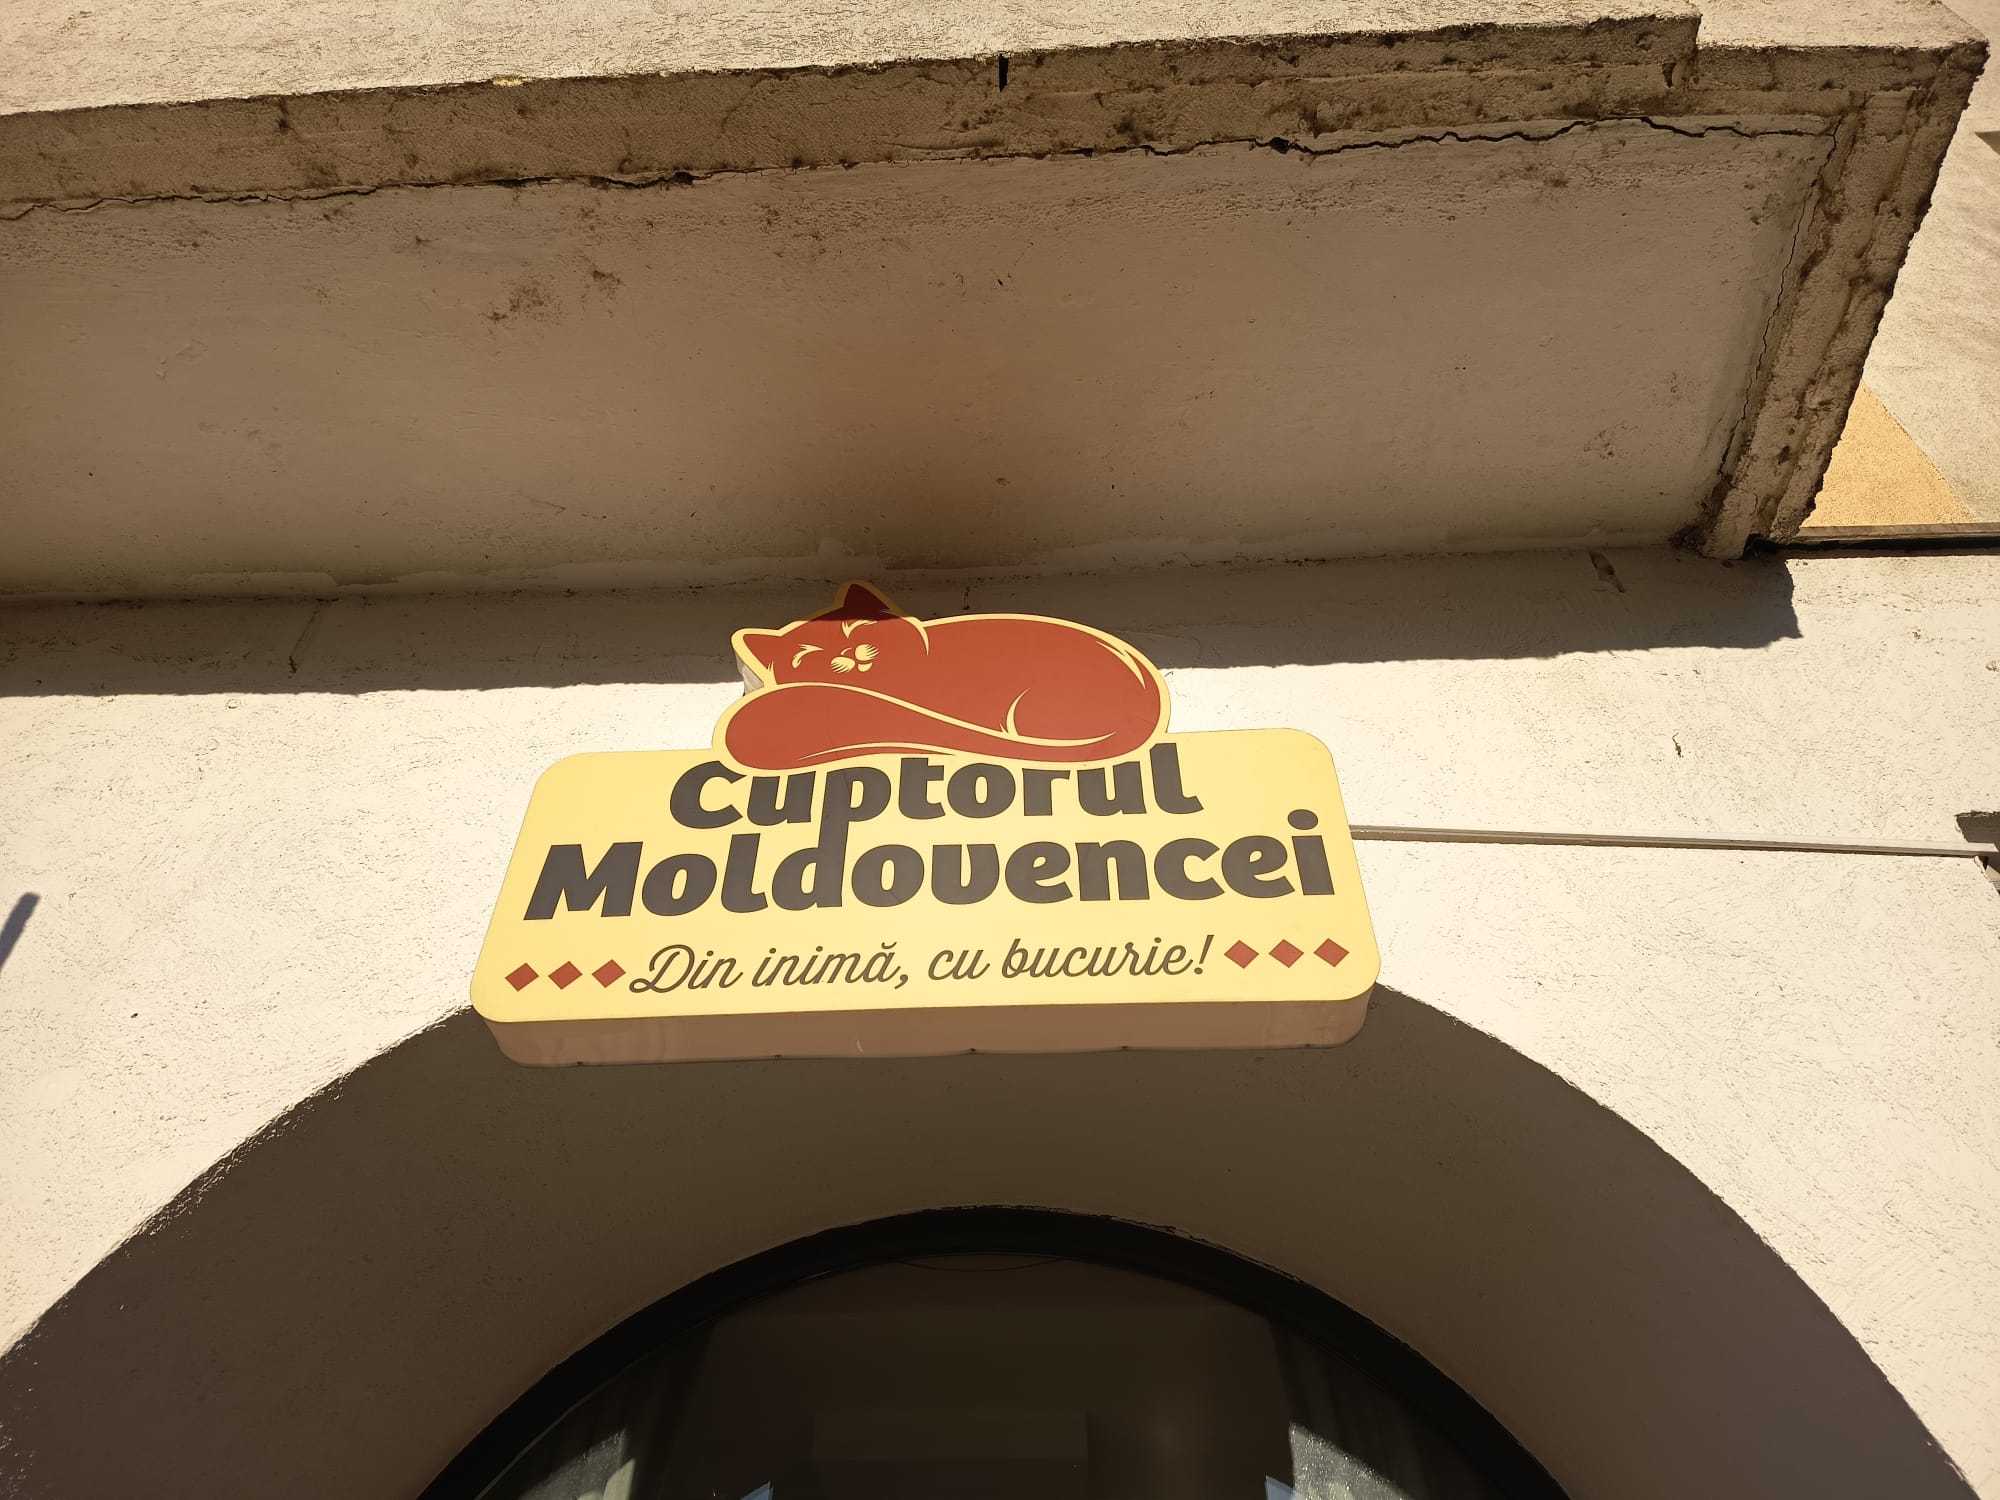 Cuptorul
Moldovencei
Din inimă, cu bucurie!